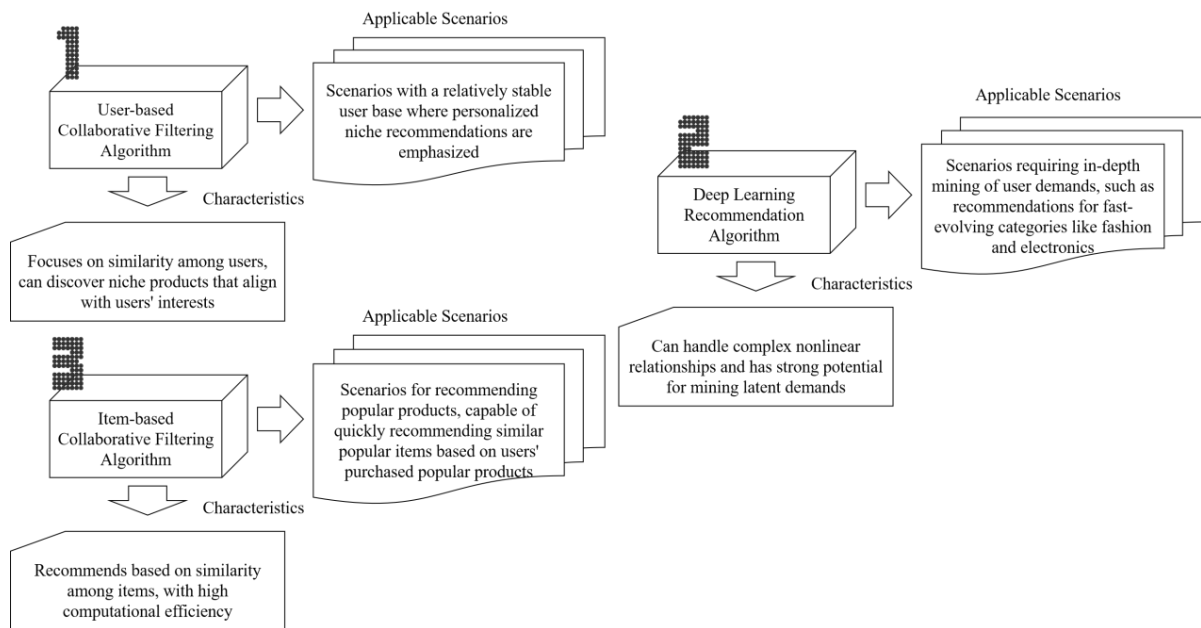 1
User-based
Collaborative Filtering
Algorithm
Applicable Scenarios
Scenarios with a relatively stable
user base where personalized
niche recommendations are
emphasized
Characteristics
Focuses on similarity among users,
can discover niche products that align
with users' interests
2
Deep Learning
Recommendation
Algorithm
Applicable Scenarios
Scenarios requiring in-depth
mining of user demands, such as
recommendations for fast-
evolving categories like fashion
and electronics
Characteristics
Can handle complex nonlinear
relationships and has strong potential
for mining latent demands
3
Item-based
Collaborative Filtering
Algorithm
Applicable Scenarios
Scenarios for recommending
popular products, capable of
quickly recommending similar
popular items based on users'
purchased popular products
Characteristics
Recommends based on similarity
among items, with high
computational efficiency